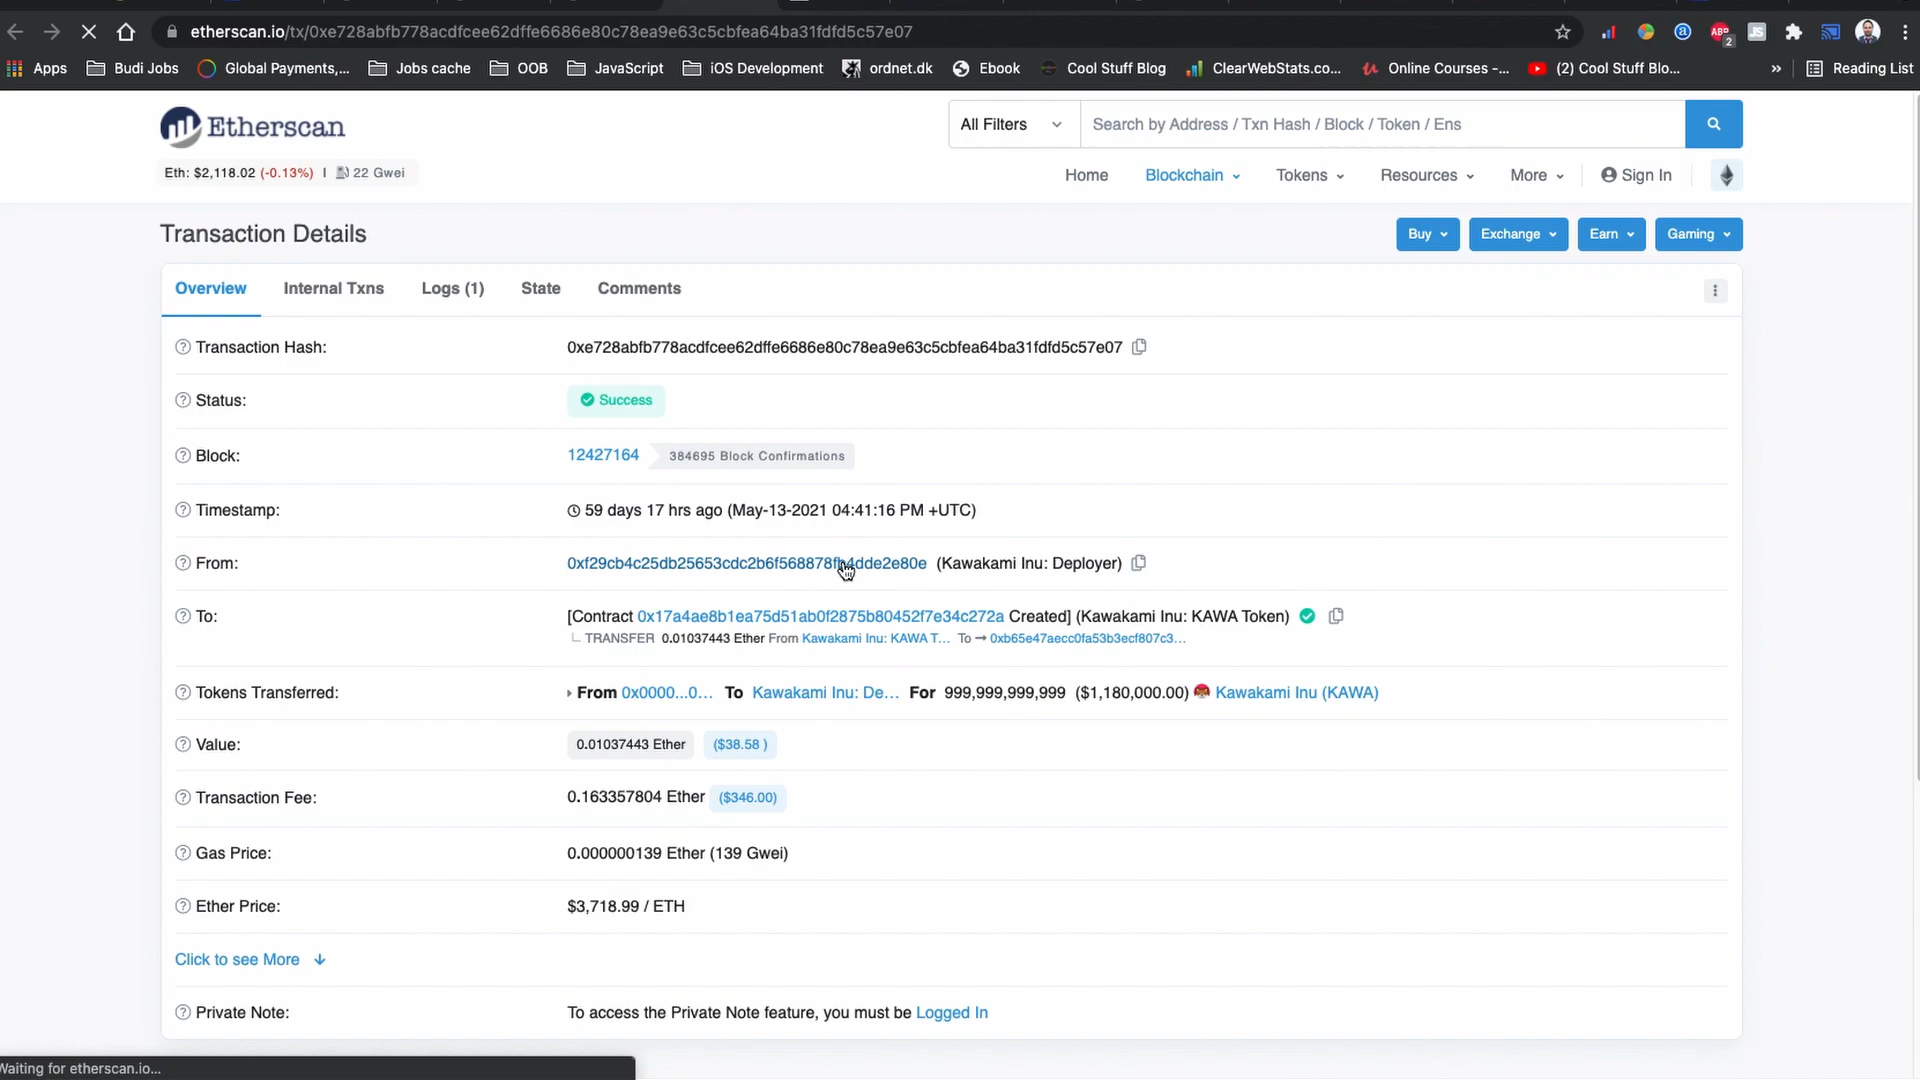 etherscan.io/tx/0xe728abfb778acdfcee62dffe6686e80c78ea9e63c5cbfea64ba31fdfd5c57e07
ABP
2
JS
Apps
Budi Jobs
Global Payments,...
Jobs cache
OOB
JavaScript
iOS Development
ordnet.dk
Ebook
Cool Stuff Blog
ClearWebStats.co...
Online Courses -...
(2) Cool Stuff Blo...
»
Reading List
Etherscan
All Filters
Search by Address / Txn Hash / Block / Token / Ens
Eth: $2,118.02 (-0.13%) | 22 Gwei
Home
Blockchain
Tokens
Resources
More
Sign In
Transaction Details
Buy
Exchange
Earn
Gaming
Overview
Internal Txns
Logs (1)
State
Comments
Transaction Hash:
0xe728abfb778acdfcee62dffe6686e80c78ea9e63c5cbfea64ba31fdfd5c57e07
Status:
Success
Block:
12427164
384695 Block Confirmations
Timestamp:
59 days 17 hrs ago (May-13-2021 04:41:16 PM +UTC)
From:
0xf29cb4c25db25653cdc2b6f568878fb4dde2e80e (Kawakami Inu: Deployer)
To:
[Contract 0x17a4ae8b1ea75d51ab0f2875b80452f7e34c272a Created] (Kawakami Inu: KAWA Token)
TRANSFER 0.01037443 Ether From Kawakami Inu: KAWA T... To → 0xb65e47aecc0fa53b3ecf807c3...
Tokens Transferred:
From 0x0000...0... To Kawakami Inu: De... For 999,999,999,999 ($1,180,000.00) Kawakami Inu (KAWA)
Value:
0.01037443 Ether ($38.58 )
Transaction Fee:
0.163357804 Ether ($346.00)
Gas Price:
0.000000139 Ether (139 Gwei)
Ether Price:
$3,718.99 / ETH
Click to see More
Private Note:
To access the Private Note feature, you must be Logged In
Waiting for etherscan.io...